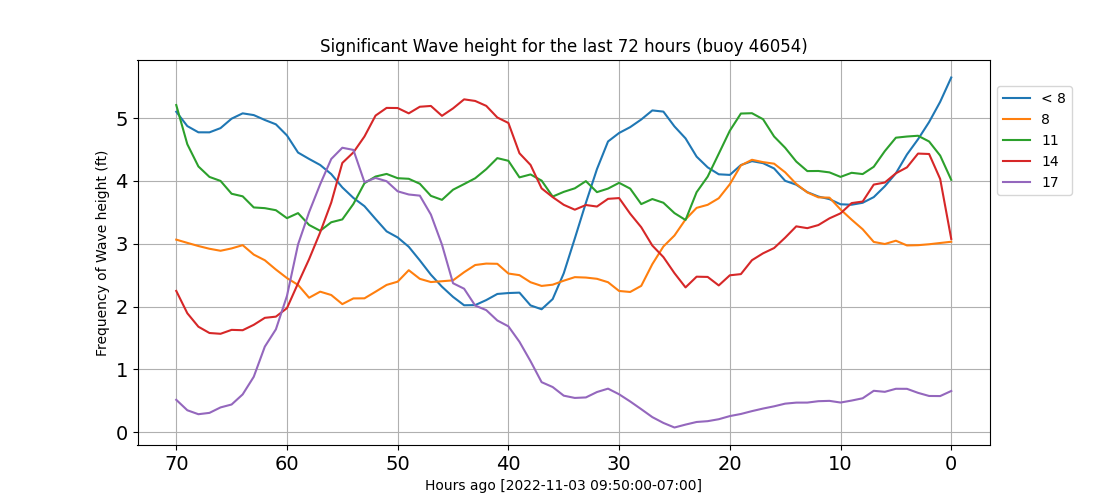 Significant Wave height for the last 72 hours (buoy 46054)
Frequency of Wave height (ft)
5
4
3
2
1
0
70 60 50 40 30 20 10 0
Hours ago [2022-11-03 09:50:00-07:00]
< 8
8
11
14
17